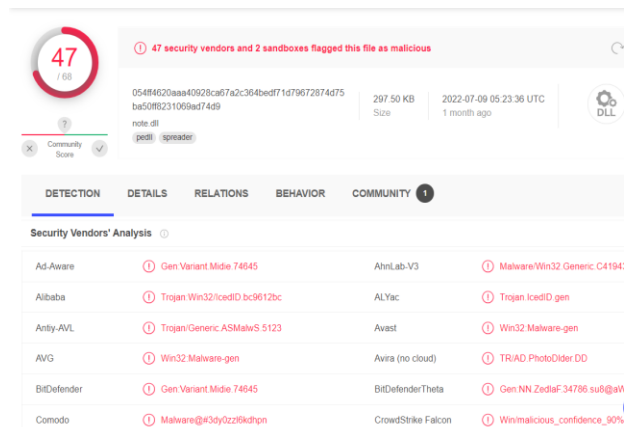 47
/ 68
47 security vendors and 2 sandboxes flagged this file as malicious
054ff4620aaa40928ca67a2c364bedf71d79672874d75
ba50ff8231069ad74d9
note.dll
pedll spreader
297.50 KB
Size
2022-07-09 05:23:36 UTC
1 month ago
DLL
?
Community
Score
DETECTION DETAILS RELATIONS BEHAVIOR COMMUNITY 1
Security Vendors' Analysis
Ad-Aware Gen:Variant.Midie.74645 AhnLab-V3 Malware/Win32.Generic.C4194
Alibaba Trojan:Win32/IcedID.bc9612bc ALYac Trojan.IcedID.gen
Antiy-AVL Trojan/Generic.ASMalwS.5123 Avast Win32:Malware-gen
AVG Win32:Malware-gen Avira (no cloud) TR/AD.PhotoDlder.DD
BitDefender Gen:Variant.Midie.74645 BitDefenderTheta Gen:NN.ZedlaF.34786.su8@aW
Comodo Malware@#3dy0zzl6kdhpn CrowdStrike Falcon Win/malicious_confidence_90%